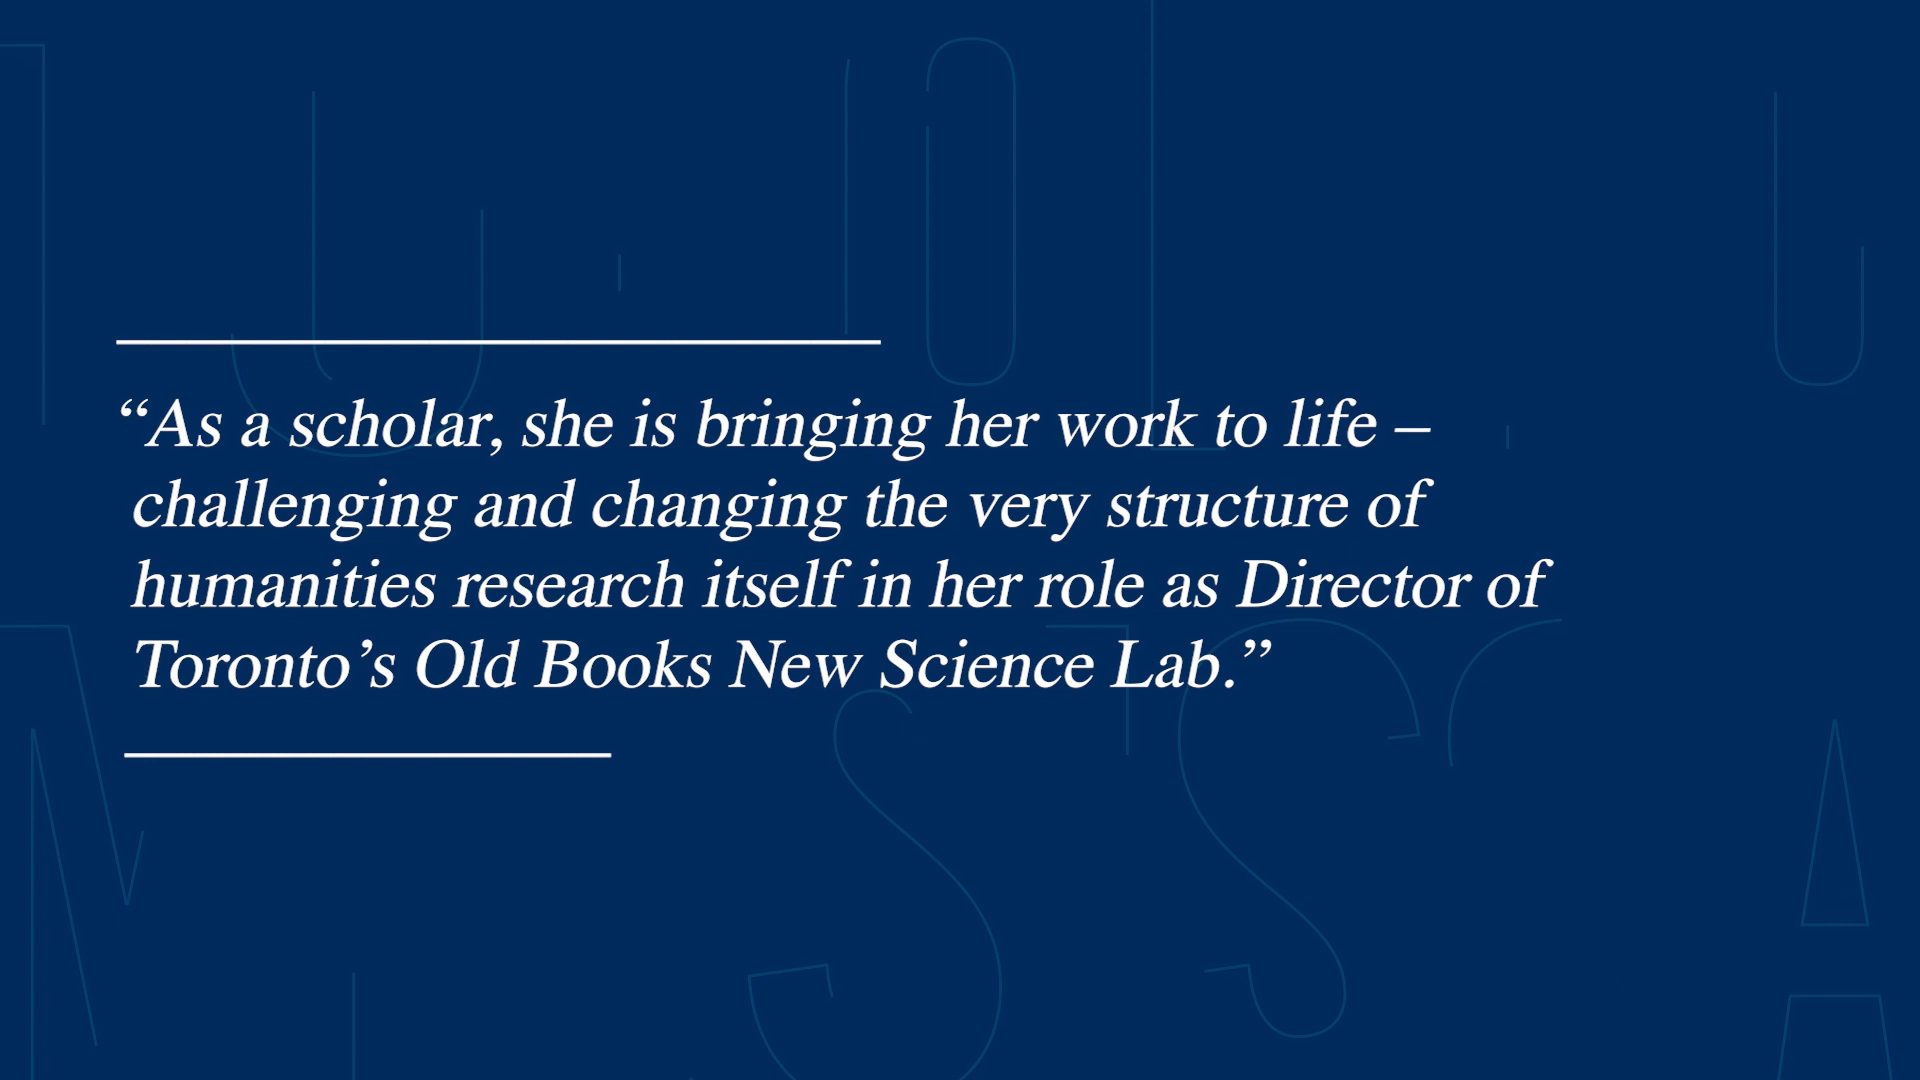 “As a scholar, she is bringing her work to life –
challenging and changing the very structure of
humanities research itself in her role as Director of
Toronto’s Old Books New Science Lab.”